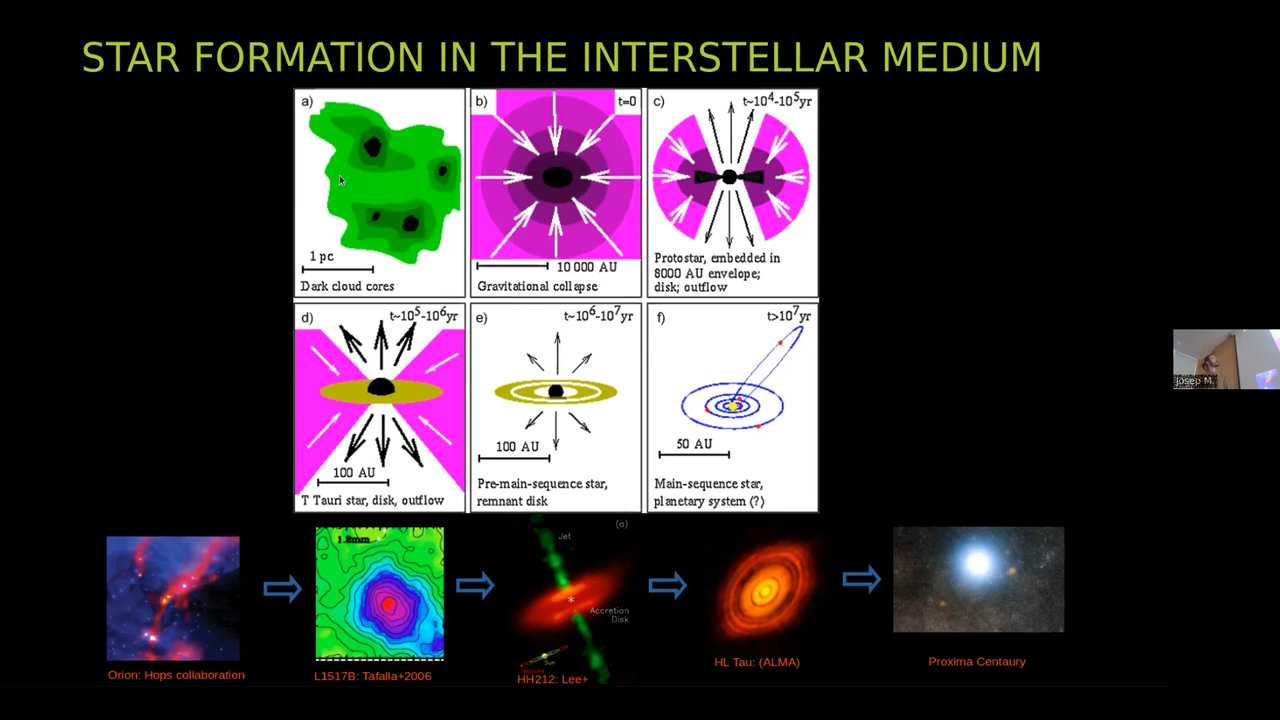 STAR FORMATION IN THE INTERSTELLAR MEDIUM
a)
1 pc
Dark cloud cores
b)
t=0
10 000 AU
Gravitational collapse
c)
t~10⁴-10⁵yr
Protostar, embedded in
8000 AU envelope;
disk; outflow
d)
t~10⁵-10⁶yr
100 AU
T Tauri star, disk, outflow
e)
t~10⁶-10⁷yr
100 AU
Pre-main-sequence star,
remnant disk
f)
t>10⁷yr
50 AU
Main-sequence star,
planetary system (?)
Josep M.
Orion: Hops collaboration
1.2mm
L1517B: Tafalla+2006
(a)
Jet
Accretion
Disk
Sun
HH212: Lee+
HL Tau: (ALMA)
Proxima Centaury